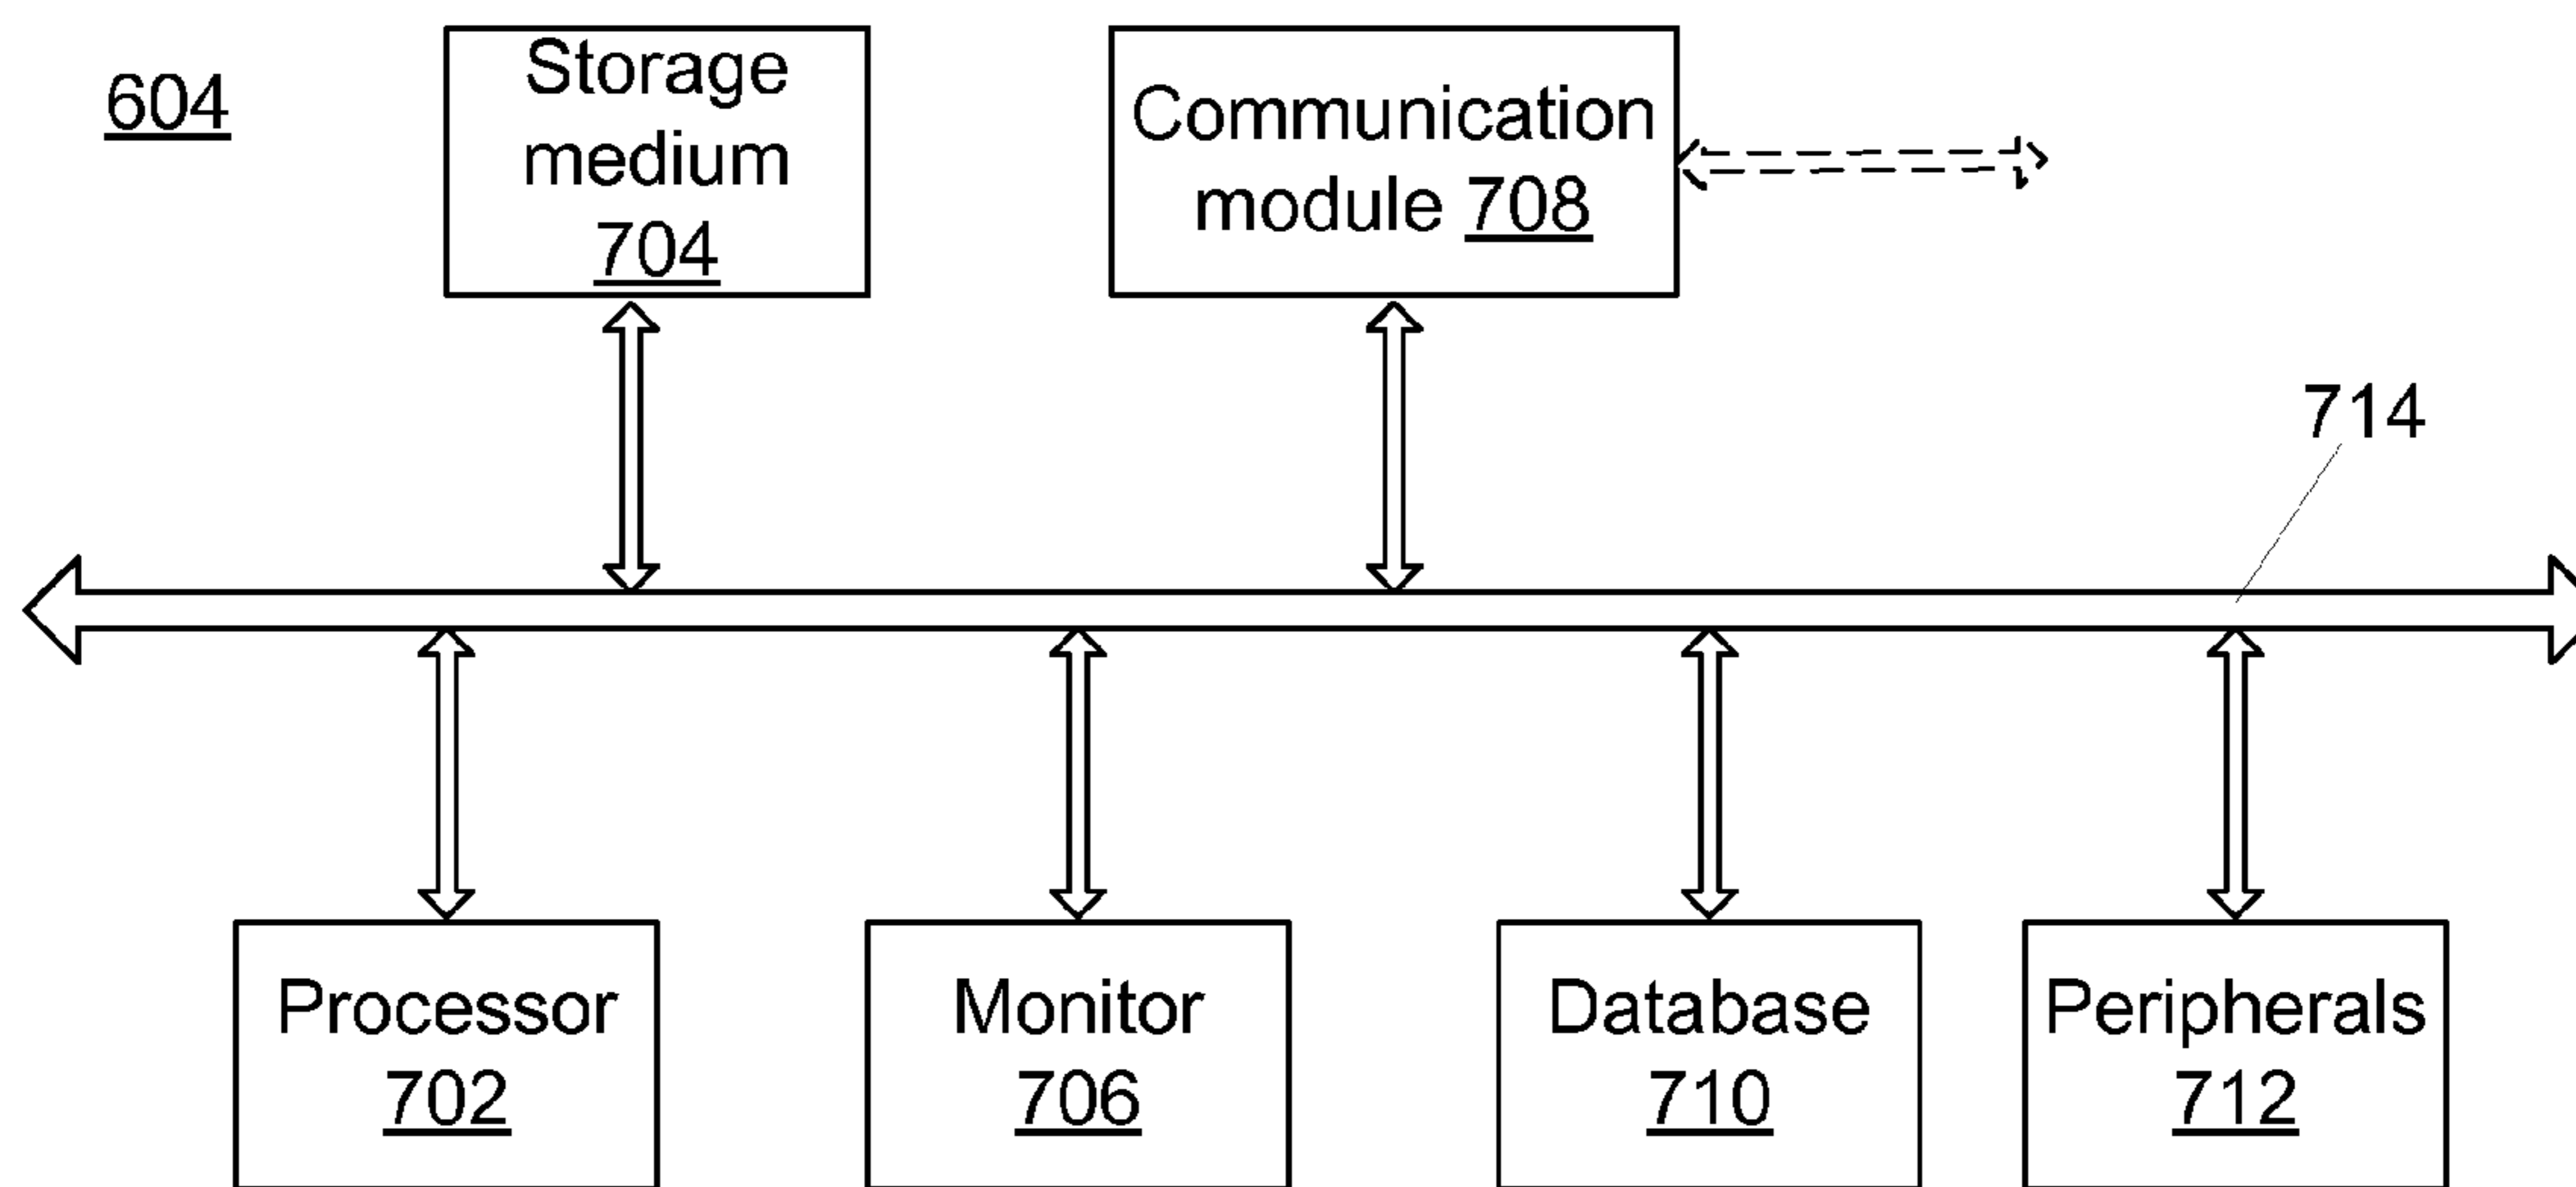 604
Storage
medium
704
Communication
module 708
714
Processor
702
Monitor
706
Database
710
Peripherals
712